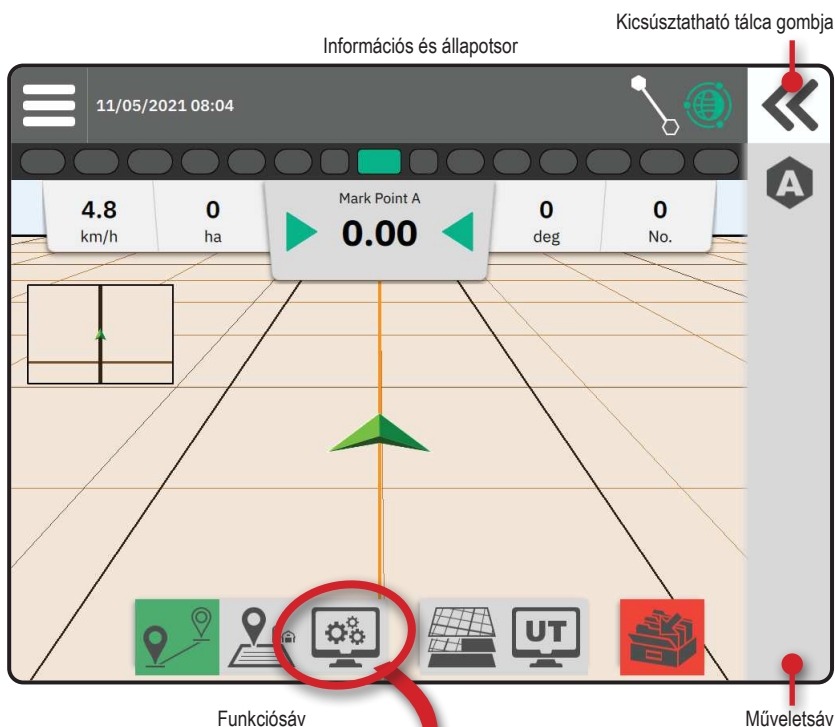 Kicsúsztatható tálca gombja
Információs és állapotsor
11/05/2021 08:04
A
4.8
km/h
0
ha
Mark Point A
0.00
0
deg
0
No.
UT
Funkciósáv
Műveletsáv